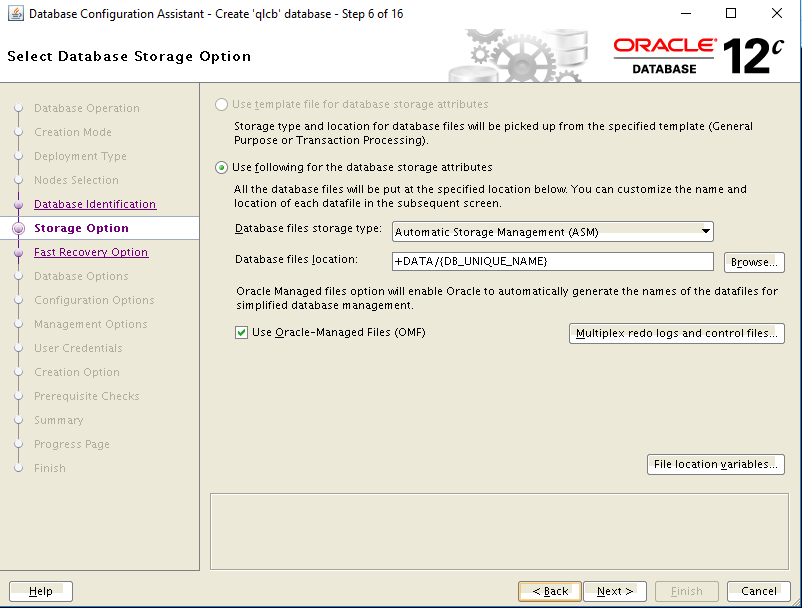 Database Configuration Assistant - Create 'qlcb' database - Step 6 of 16
Select Database Storage Option
ORACLE
DATABASE
12c
Database Operation
Creation Mode
Deployment Type
Nodes Selection
Database Identification
Storage Option
Fast Recovery Option
Database Options
Configuration Options
Management Options
User Credentials
Creation Option
Prerequisite Checks
Summary
Progress Page
Finish
Use template file for database storage attributes
Storage type and location for database files will be picked up from the specified template (General
Purpose or Transaction Processing).
Use following for the database storage attributes
All the database files will be put at the specified location below. You can customize the name and
location of each datafile in the subsequent screen.
Database files storage type: Automatic Storage Management (ASM)
Database files location: +DATA/{DB_UNIQUE_NAME} Browse...
Oracle Managed files option will enable Oracle to automatically generate the names of the datafiles for
simplified database management.
Use Oracle-Managed Files (OMF) Multiplex redo logs and control files...
File location variables...
Help < Back Next > Finish Cancel